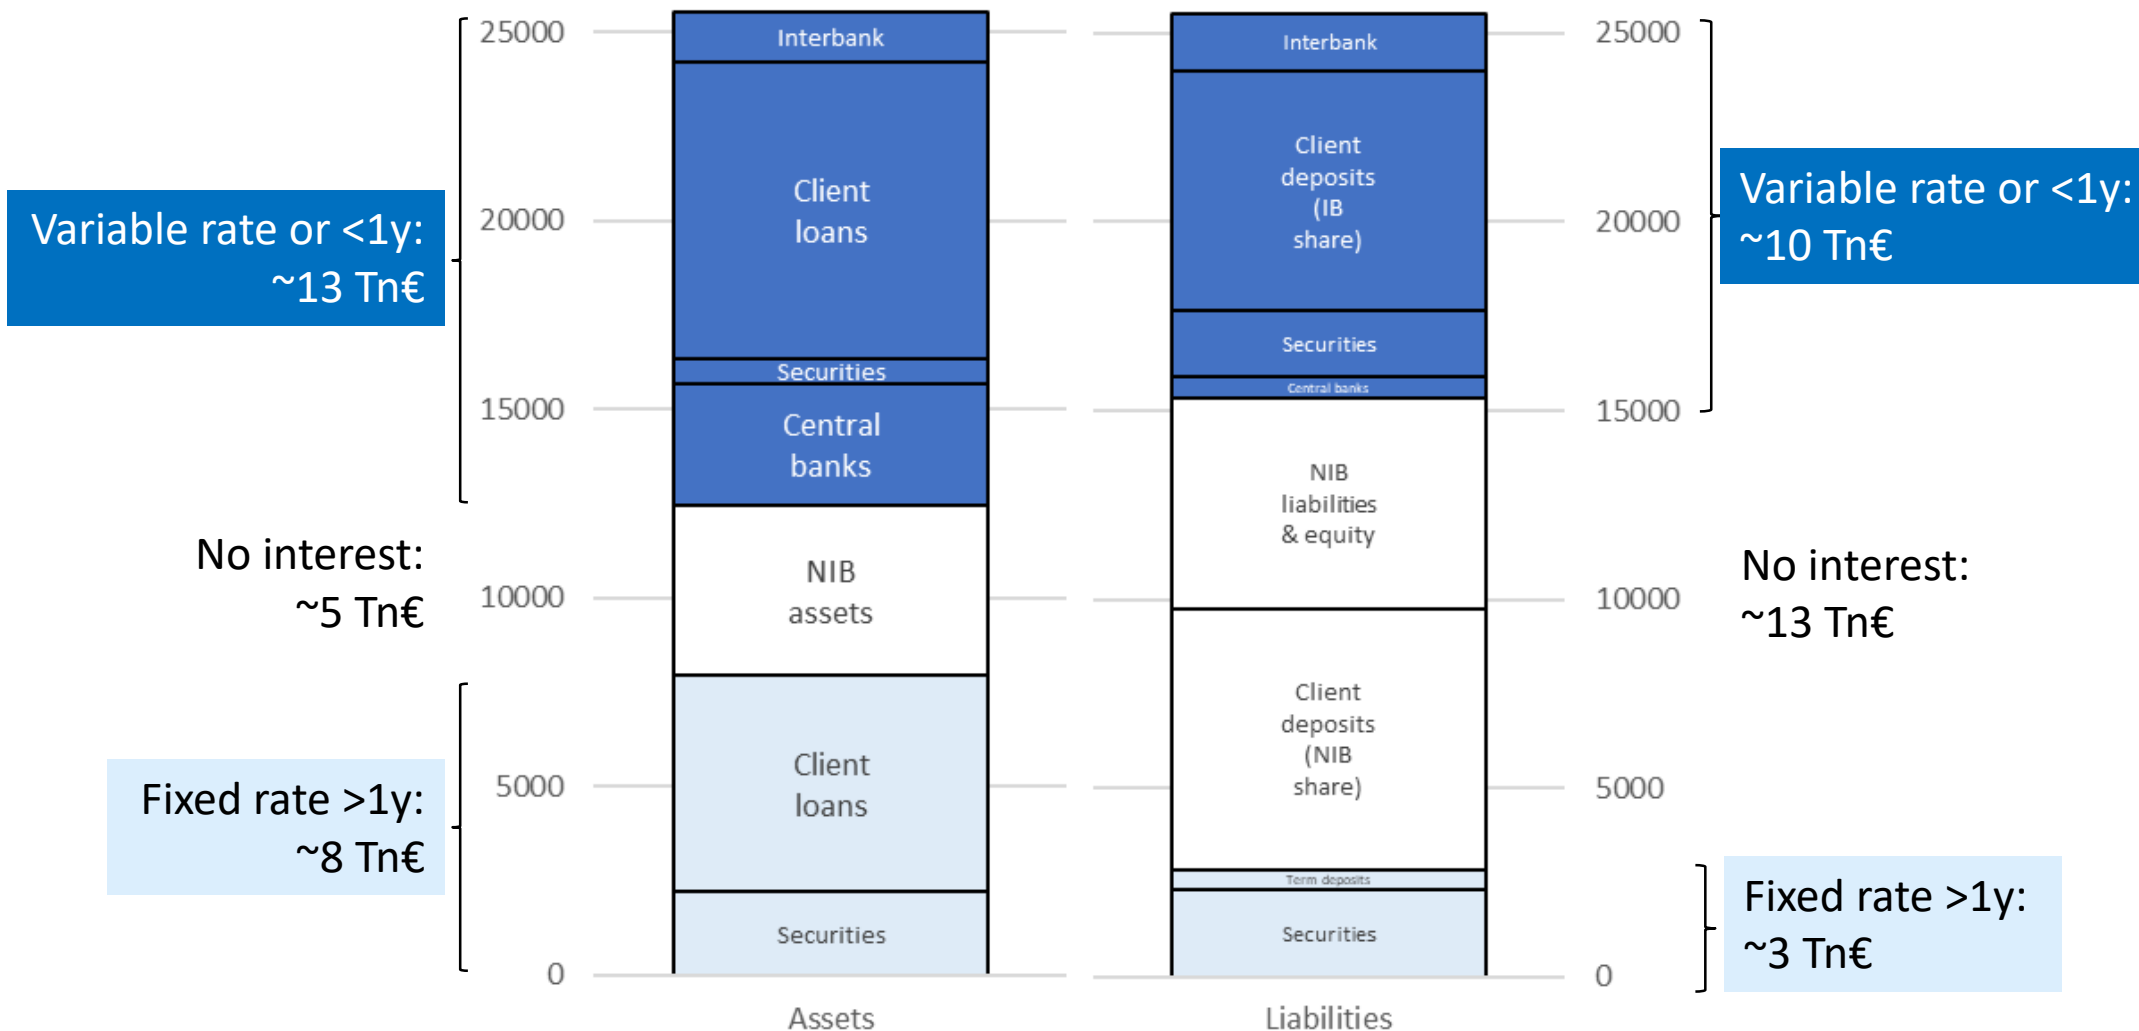 25000
20000
15000
10000
5000
0
Variable rate or <1y:
~13 Tn€
No interest:
~5 Tn€
Fixed rate >1y:
~8 Tn€
Interbank
Client
loans
Securities
Central
banks
NIB
assets
Client
loans
Securities
Assets
Interbank
Client
deposits
(IB
share)
Securities
Central banks
NIB
liabilities
& equity
Client
deposits
(NIB
share)
Term deposits
Securities
Liabilities
25000
20000
15000
10000
5000
0
Variable rate or <1y:
~10 Tn€
No interest:
~13 Tn€
Fixed rate >1y:
~3 Tn€